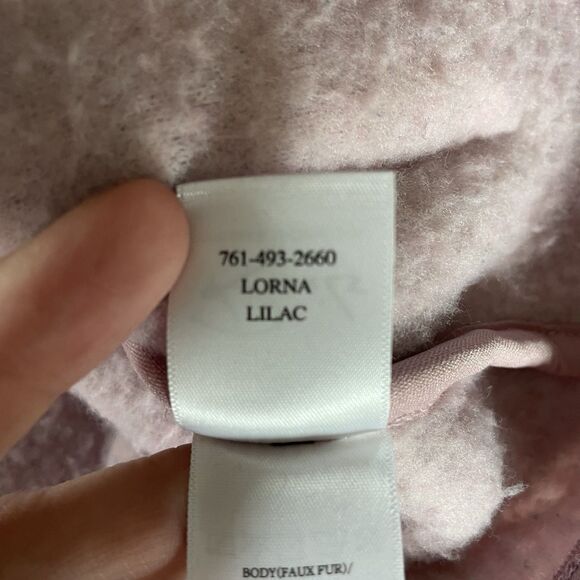 761-493-2660
LORNA
LILAC
BODY(FAUX FUR)/